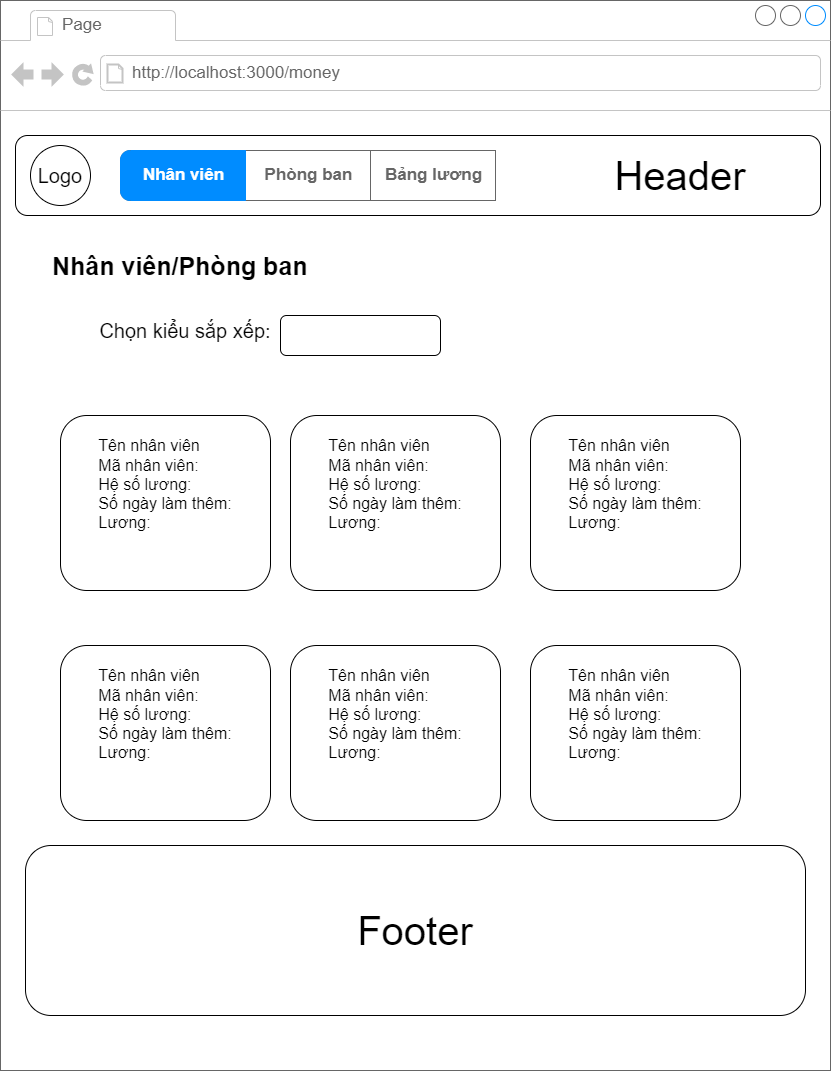 Page
http://localhost:3000/money
Logo
Nhân viên
Phòng ban
Bảng lương
Header
Nhân viên/Phòng ban
Chọn kiểu sắp xếp:
Tên nhân viên
Mã nhân viên:
Hệ số lương:
Số ngày làm thêm:
Lương:
Tên nhân viên
Mã nhân viên:
Hệ số lương:
Số ngày làm thêm:
Lương:
Tên nhân viên
Mã nhân viên:
Hệ số lương:
Số ngày làm thêm:
Lương:
Tên nhân viên
Mã nhân viên:
Hệ số lương:
Số ngày làm thêm:
Lương:
Tên nhân viên
Mã nhân viên:
Hệ số lương:
Số ngày làm thêm:
Lương:
Tên nhân viên
Mã nhân viên:
Hệ số lương:
Số ngày làm thêm:
Lương:
Footer